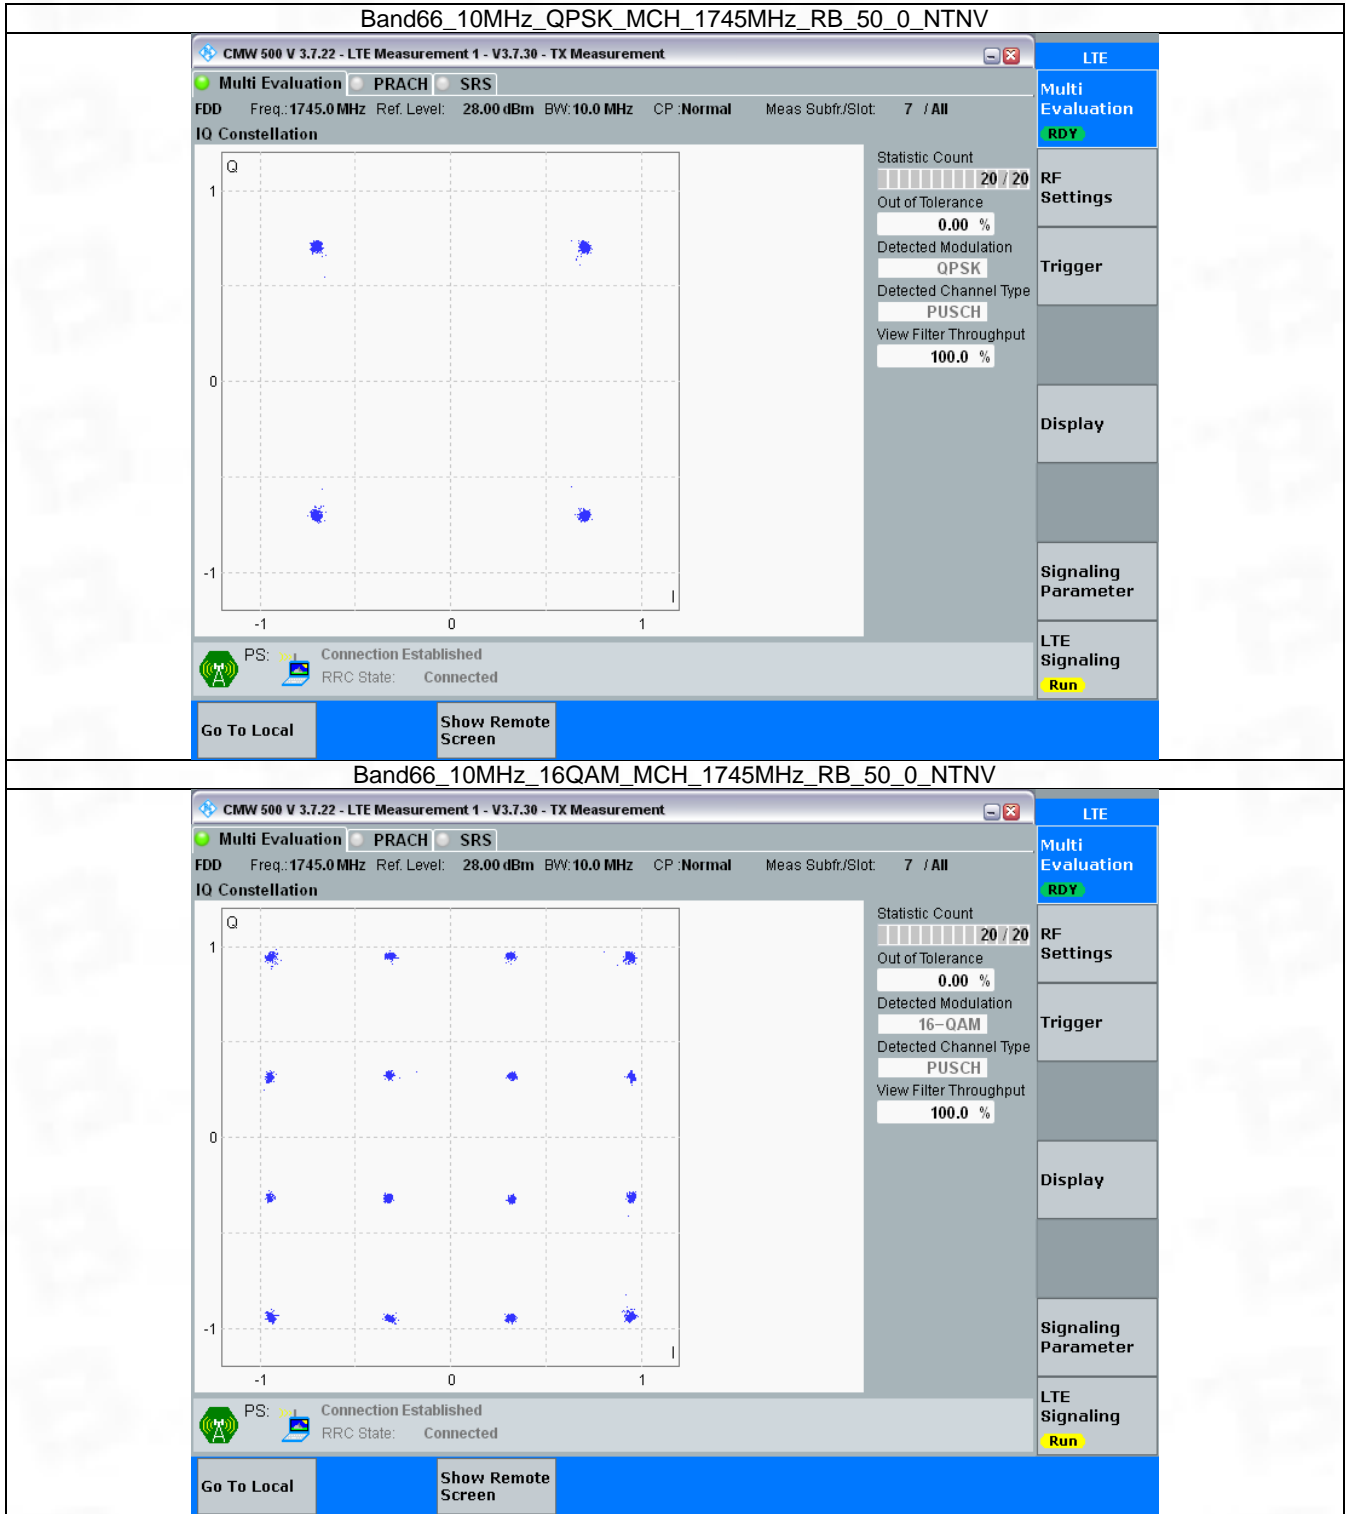 Band66_10MHz_QPSK_MCH_1745MHz_RB_50_0_NTNV
CMW 500 V 3.7.22 - LTE Measurement 1 - V3.7.30 - TX Measurement
LTE
Multi Evaluation PRACH SRS
Multi
Evaluation
RDY
FDD Freq.: 1745.0 MHz Ref. Level: 28.00 dBm BW: 10.0 MHz CP : Normal Meas Subfr./Slot: 7 / All
IQ Constellation
Q
1
0
-1
I
-1 0 1
Statistic Count
20 / 20
Out of Tolerance
0.00 %
Detected Modulation
QPSK
Detected Channel Type
PUSCH
View Filter Throughput
100.0 %
RF
Settings
Trigger
Display
Signaling
Parameter
LTE
Signaling
Run
PS: Connection Established
RRC State: Connected
Go To Local
Show Remote
Screen
Band66_10MHz_16QAM_MCH_1745MHz_RB_50_0_NTNV
CMW 500 V 3.7.22 - LTE Measurement 1 - V3.7.30 - TX Measurement
LTE
Multi Evaluation PRACH SRS
Multi
Evaluation
RDY
FDD Freq.: 1745.0 MHz Ref. Level: 28.00 dBm BW: 10.0 MHz CP : Normal Meas Subfr./Slot: 7 / All
IQ Constellation
Q
1
0
-1
I
-1 0 1
Statistic Count
20 / 20
Out of Tolerance
0.00 %
Detected Modulation
16-QAM
Detected Channel Type
PUSCH
View Filter Throughput
100.0 %
RF
Settings
Trigger
Display
Signaling
Parameter
LTE
Signaling
Run
PS: Connection Established
RRC State: Connected
Go To Local
Show Remote
Screen